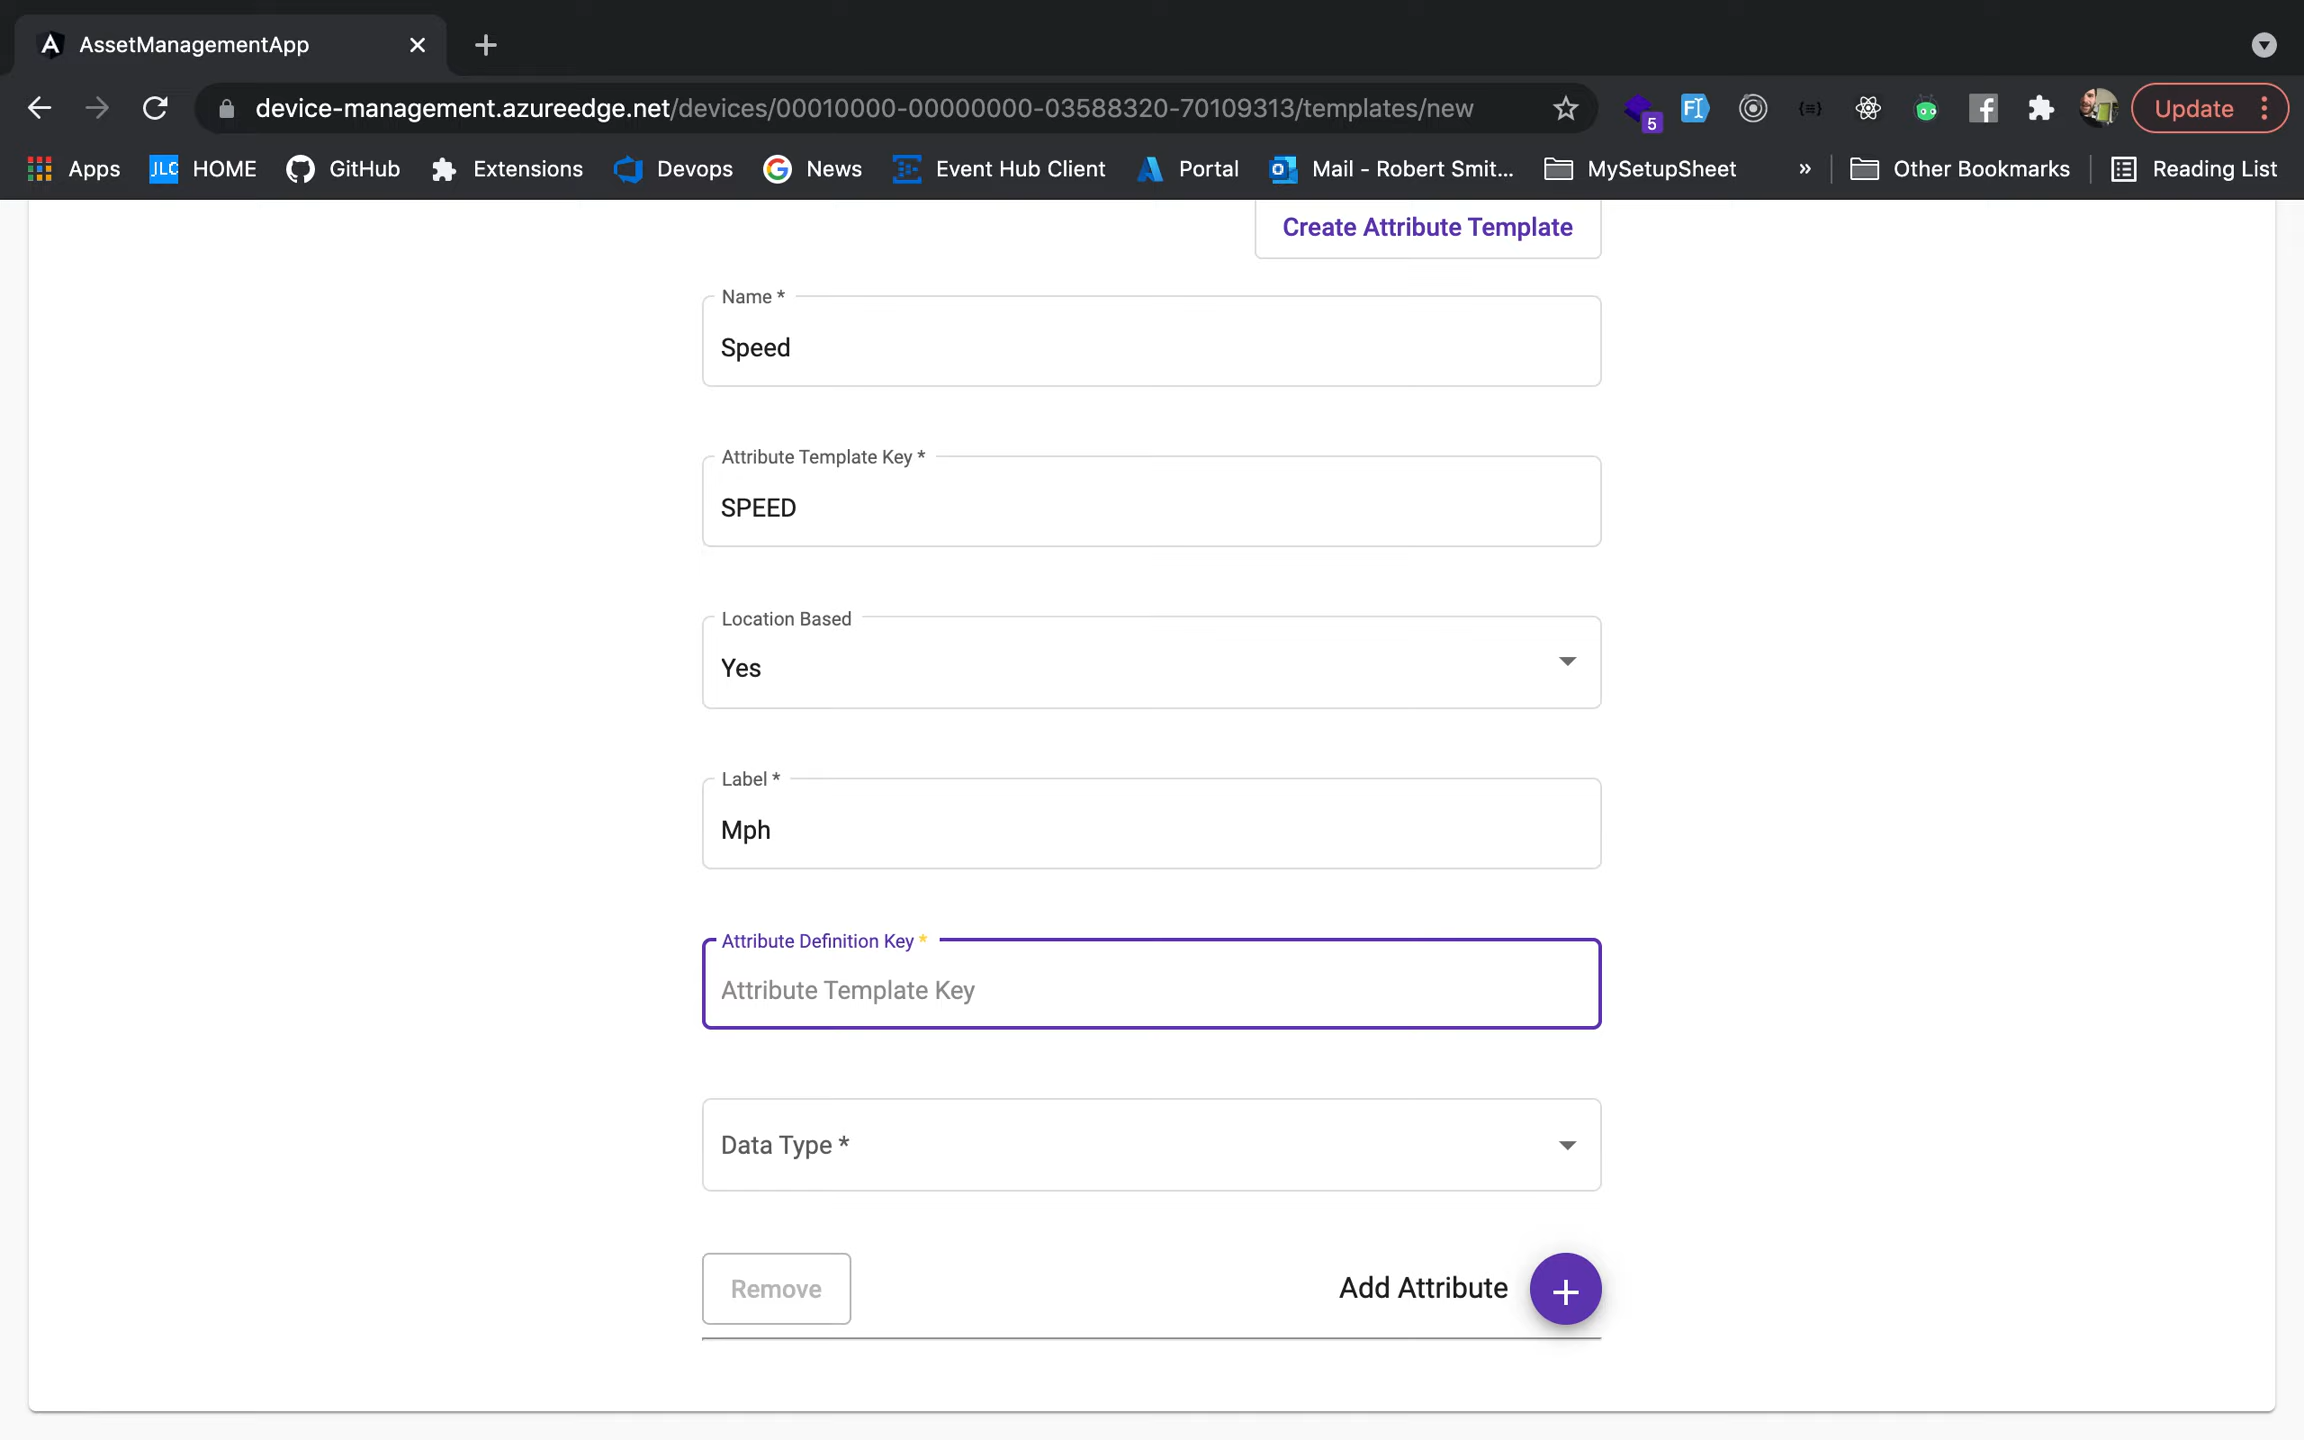 AssetManagementApp
device-management.azureedge.net/devices/00010000-00000000-03588320-70109313/templates/new
5
Update
Apps
JLC HOME
GitHub
Extensions
Devops
News
Event Hub Client
Portal
Mail - Robert Smit...
MySetupSheet
»
Other Bookmarks
Reading List
Create Attribute Template
Name *
Speed
Attribute Template Key *
SPEED
Location Based
Yes
Label *
Mph
Attribute Definition Key *
Attribute Template Key
Data Type *
Remove
Add Attribute